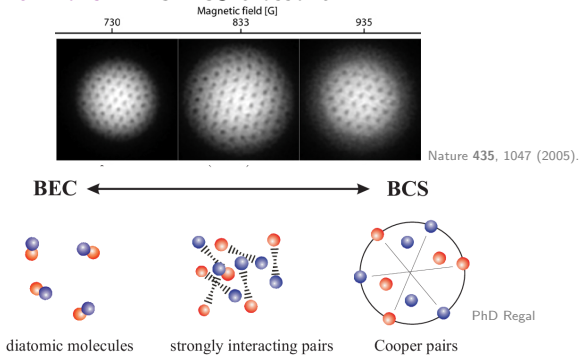 Magnetic field [G]
730 833 935
Nature 435, 1047 (2005).
BEC BCS
PhD Regal
diatomic molecules strongly interacting pairs Cooper pairs